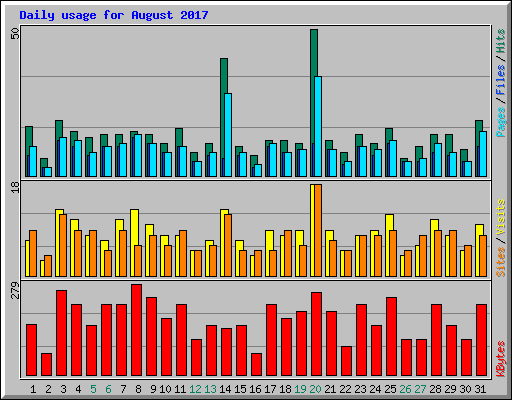 Daily usage for August 2017
50
Pages / Files / Hits
18
Sites / Visits
279
KBytes
1 2 3 4 5 6 7 8 9 10 11 12 13 14 15 16 17 18 19 20 21 22 23 24 25 26 27 28 29 30 31